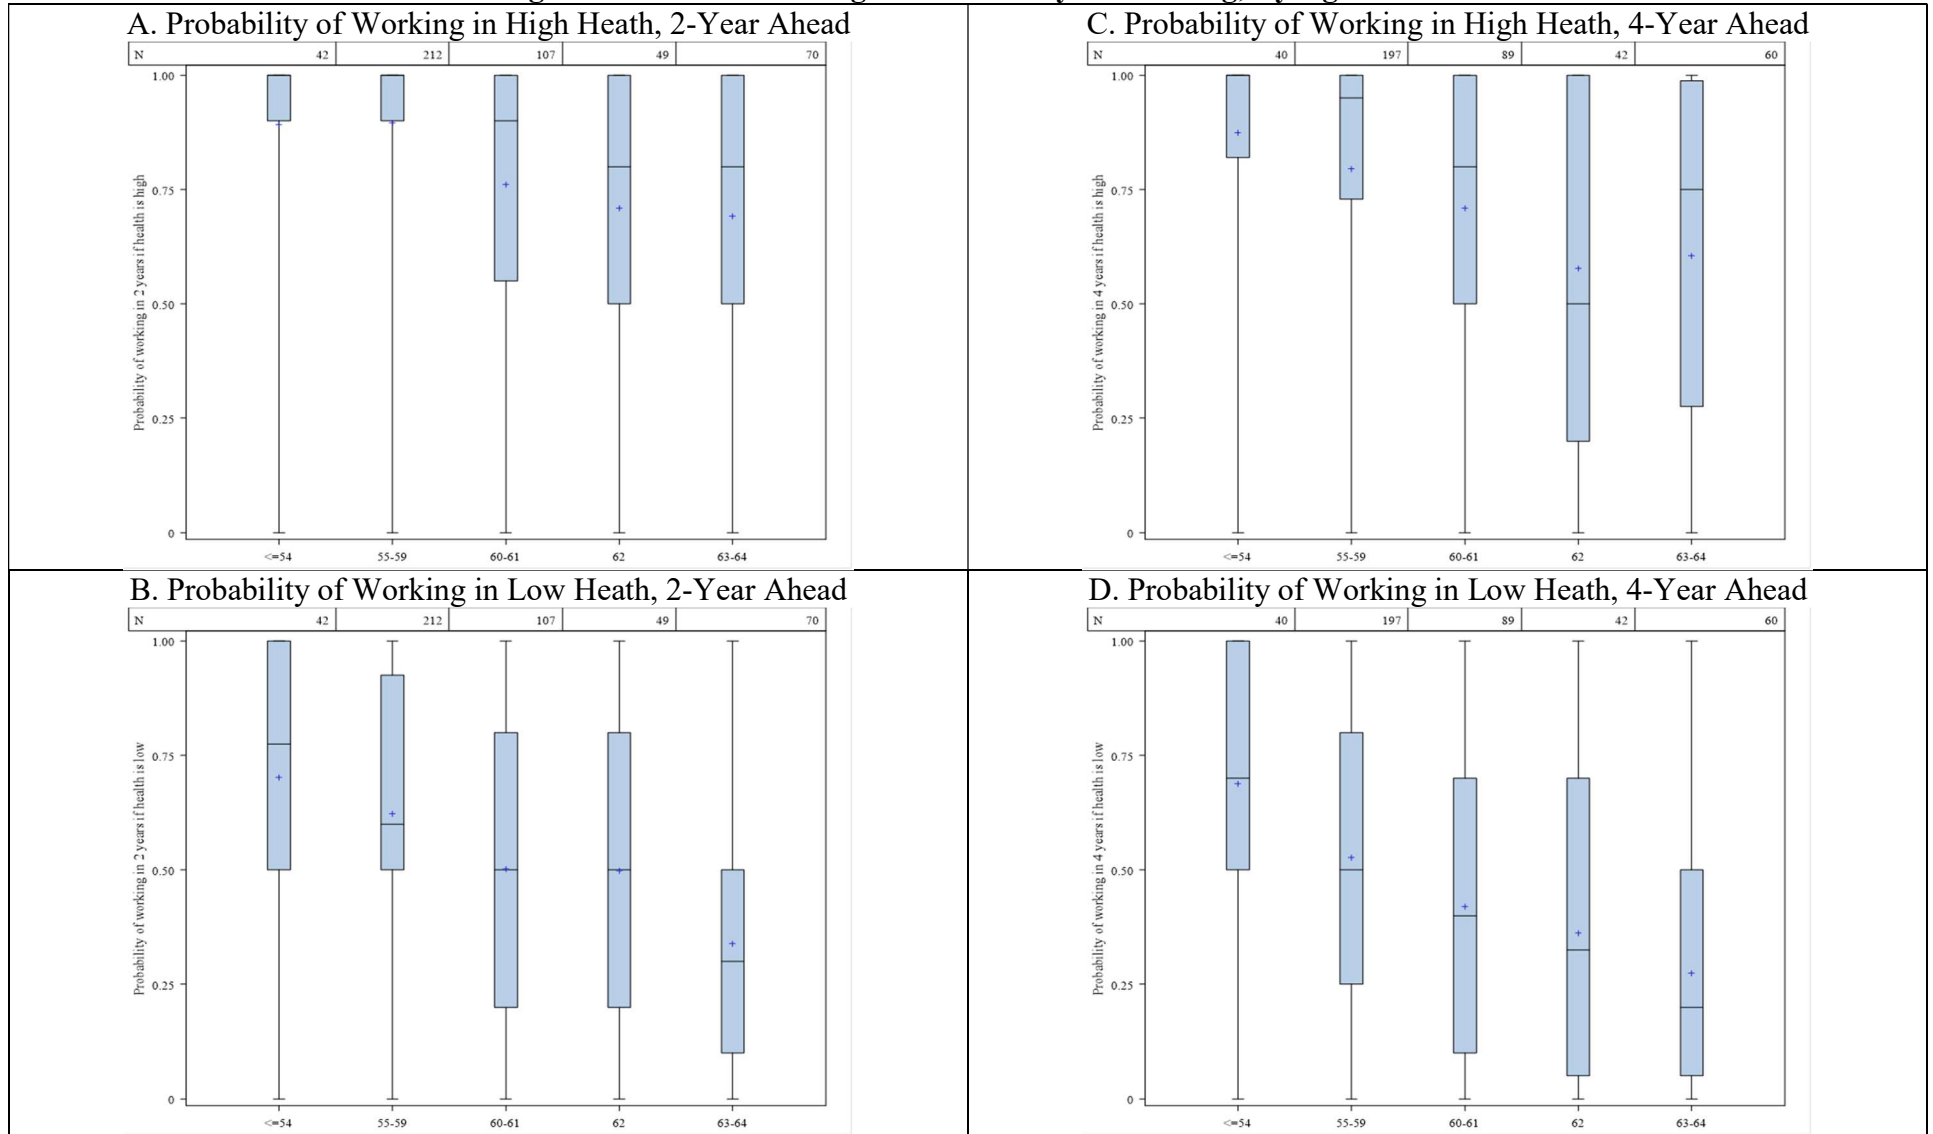 A. Probability of Working in High Heath, 2-Year Ahead
N 42 212 107 49 70
1.00
0.75
0.50
0.25
0
Probability of working in 2 years if health is high
<=54 55-59 60-61 62 63-64
C. Probability of Working in High Heath, 4-Year Ahead
N 40 197 89 42 60
1.00
0.75
0.50
0.25
0
Probability of working in 4 years if health is high
<=54 55-59 60-61 62 63-64
B. Probability of Working in Low Heath, 2-Year Ahead
N 42 212 107 49 70
1.00
0.75
0.50
0.25
0
Probability of working in 2 years if health is low
<=54 55-59 60-61 62 63-64
D. Probability of Working in Low Heath, 4-Year Ahead
N 40 197 89 42 60
1.00
0.75
0.50
0.25
0
Probability of working in 4 years if health is low
<=54 55-59 60-61 62 63-64